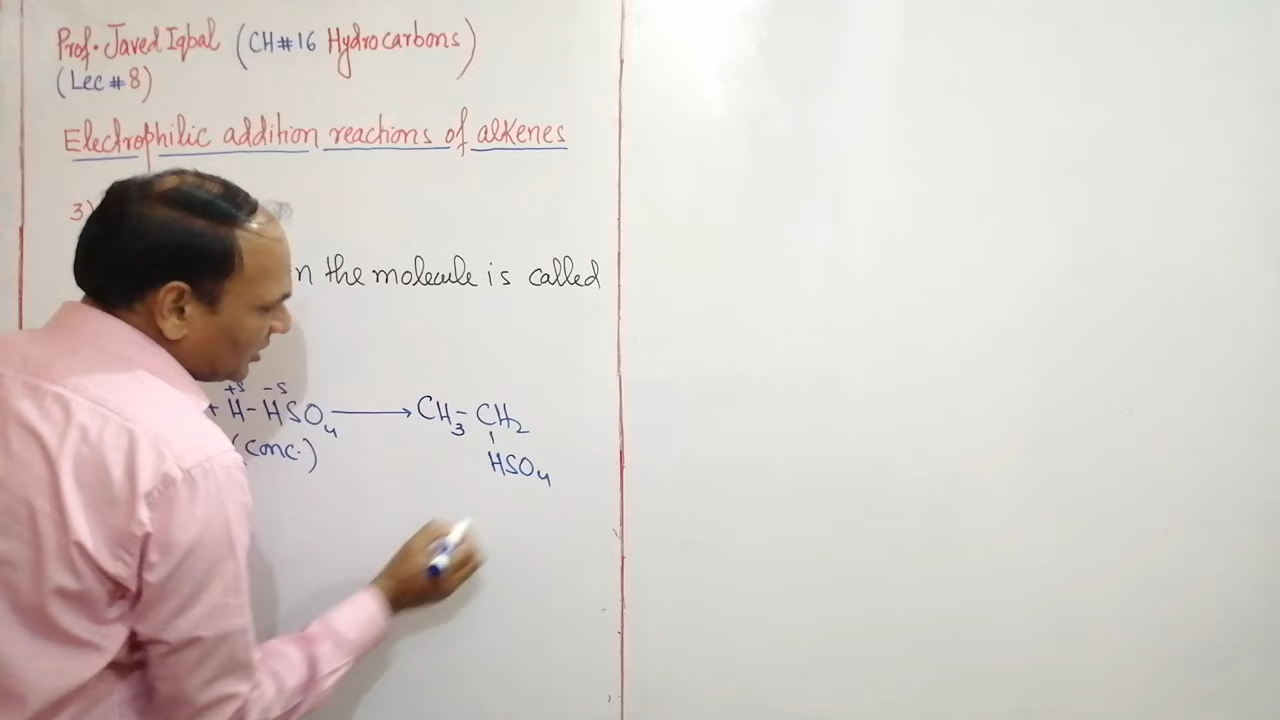 Prof. Javed Iqbal (CH#16 Hydrocarbons)
(Lec#8)
Electrophilic addition reactions of alkenes
3)
n the molecule is called
+δ -δ
+ H-HSO₄ ⟶ CH₃-CH₂
(conc.)
HSO₄